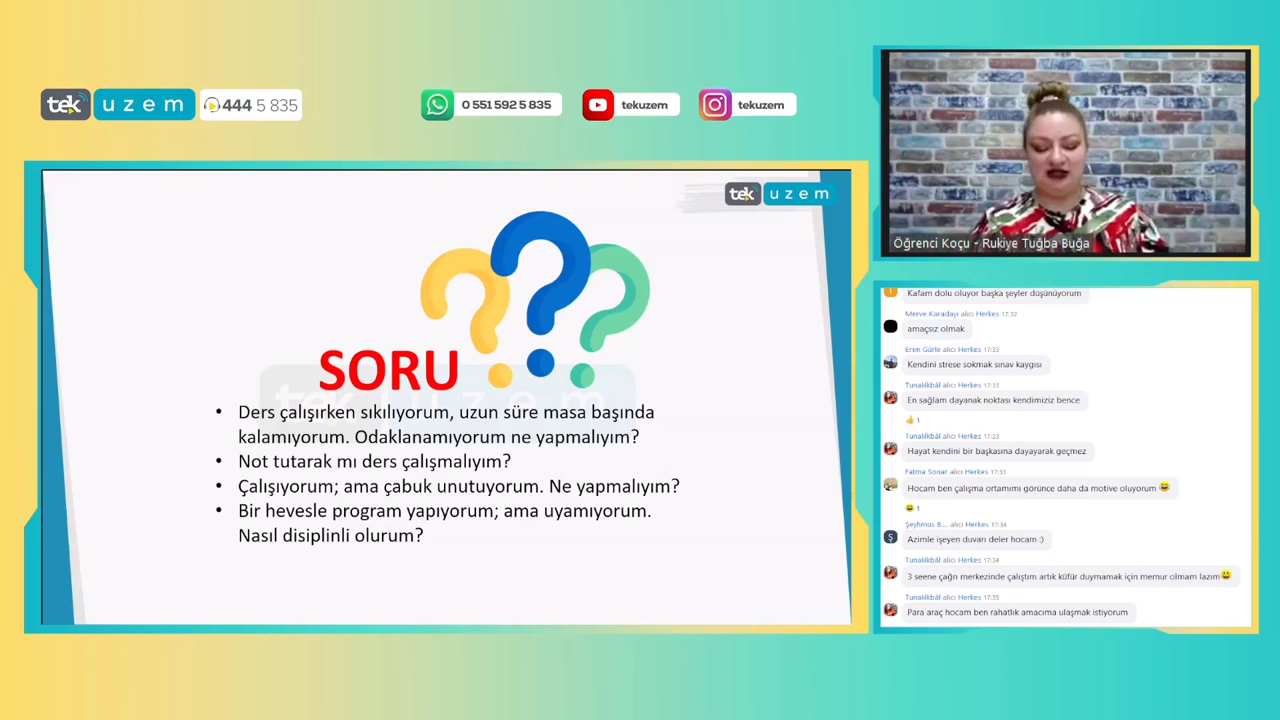 tek uzem 444 5 835
0 551 592 5 835
tekuzem
tekuzem
tek uzem
SORU
• Ders çalışırken sıkılıyorum, uzun süre masa başında
kalamıyorum. Odaklanamıyorum ne yapmalıyım?
• Not tutarak mı ders çalışmalıyım?
• Çalışıyorum; ama çabuk unutuyorum. Ne yapmalıyım?
• Bir hevesle program yapıyorum; ama uyamıyorum.
Nasıl disiplinli olurum?
Öğrenci Koçu - Rukiye Tuğba Buğa
Kafam dolu oluyor başka şeyler düşünüyorum
Merve Karadayı alıcı Herkes 17:32
amaçsız olmak
Eren Gürle alıcı Herkes 17:33
Kendini strese sokmak sınav kaygısı
Tunalıikbâl alıcı Herkes 17:33
En sağlam dayanak noktası kendimiziz bence
1
Tunalıikbâl alıcı Herkes 17:33
Hayat kendini bir başkasına dayayarak geçmez
Fatma Sonar alıcı Herkes 17:33
Hocam ben çalışma ortamımı görünce daha da motive oluyorum 😄
1
Şeyhmus B... alıcı Herkes 17:34
Ş
Azimle işeyen duvarı deler hocam :)
Tunalıikbâl alıcı Herkes 17:34
3 seene çağrı merkezinde çalıştım artık küfür duymamak için memur olmam lazım😃
Tunalıikbâl alıcı Herkes 17:35
Para araç hocam ben rahatlık amacıma ulaşmak istiyorum